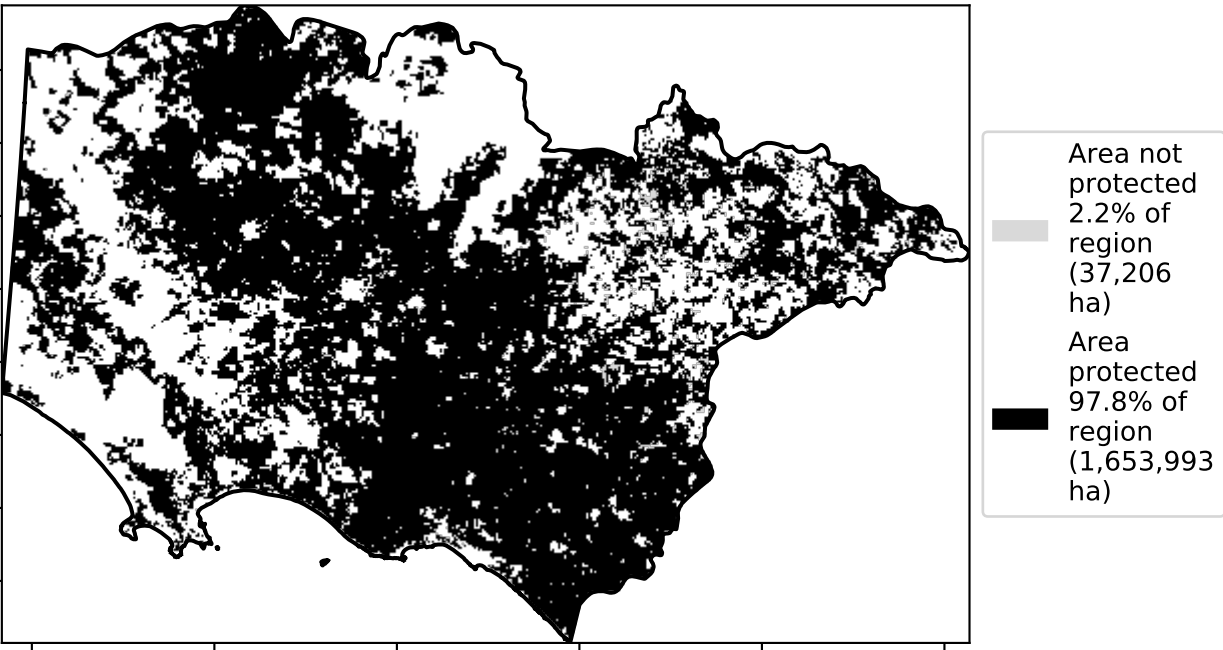 Area not
protected
2.2% of
region
(37,206
ha)
Area
protected
97.8% of
region
(1,653,993
ha)